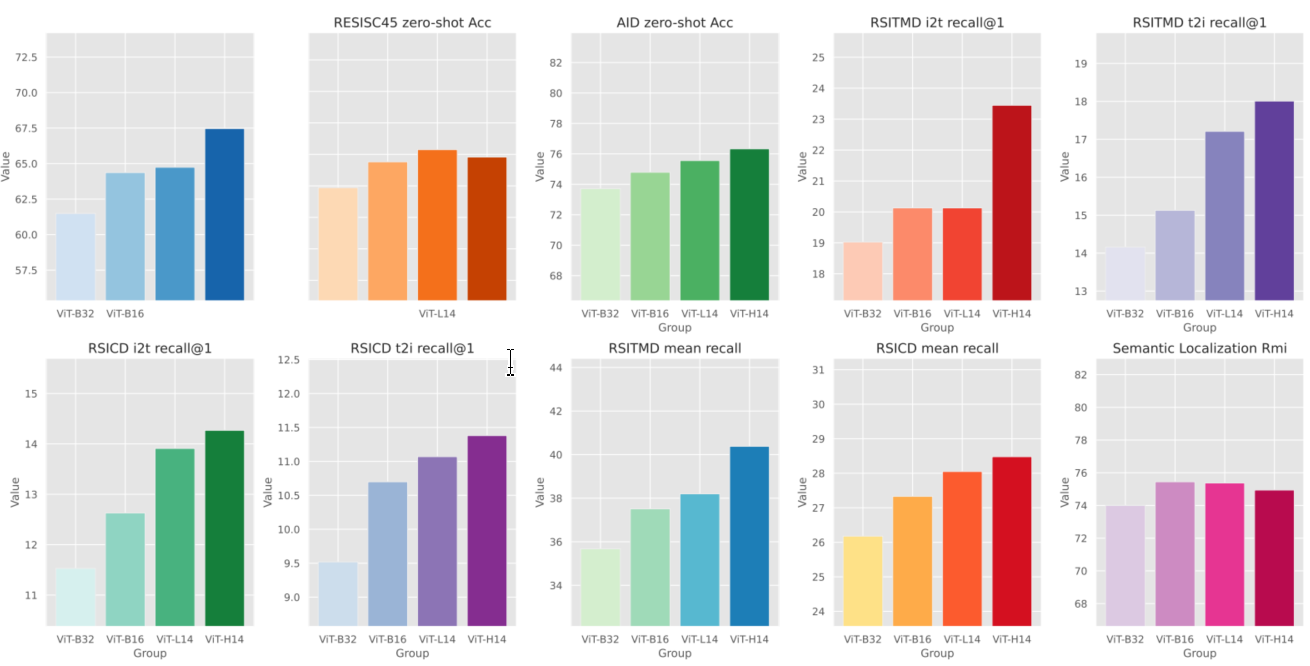 RESISC45 zero-shot Acc
AID zero-shot Acc
RSITMD i2t recall@1
RSITMD t2i recall@1
72.5
70.0
67.5
65.0
62.5
60.0
57.5
Value
ViT-B32 ViT-B16
ViT-L14
82
80
78
76
74
72
70
68
Value
ViT-B32 ViT-B16 ViT-L14 ViT-H14
Group
25
24
23
22
21
20
19
18
Value
ViT-B32 ViT-B16 ViT-L14 ViT-H14
Group
19
18
17
16
15
14
13
Value
ViT-B32 ViT-B16 ViT-L14 ViT-H14
Group
RSICD i2t recall@1
15
14
13
12
11
Value
ViT-B32 ViT-B16 ViT-L14 ViT-H14
Group
RSICD t2i recall@1
12.5
12.0
11.5
11.0
10.5
10.0
9.5
9.0
Value
ViT-B32 ViT-B16 ViT-L14 ViT-H14
Group
RSITMD mean recall
44
42
40
38
36
34
Value
ViT-B32 ViT-B16 ViT-L14 ViT-H14
Group
RSICD mean recall
31
30
29
28
27
26
25
24
Value
ViT-B32 ViT-B16 ViT-L14 ViT-H14
Group
Semantic Localization Rmi
82
80
78
76
74
72
70
68
Value
ViT-B32 ViT-B16 ViT-L14 ViT-H14
Group